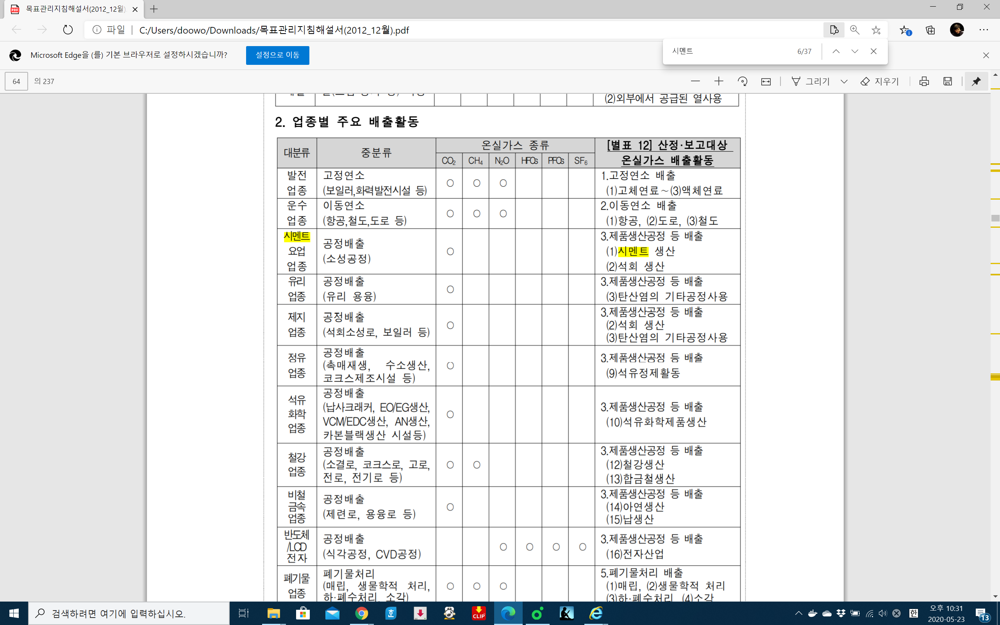 목표관리지침해설서(2012_12월)
파일
C:/Users/doowo/Downloads/목표관리지침해설서(2012_12월).pdf
시멘트
6/37
Microsoft Edge을 (를) 기본 브라우저로 설정하시겠습니까?
설정으로 이동
64
의 237
그리기
지우기
(2)외부에서 공급된 열사용
2. 업종별 주요 배출활동
대분류
중분류
온실가스 종류
[별표 12] 산정·보고대상
온실가스 배출활동
CO₂ CH₄ N₂O HFCs PFCs SF₆
발전
업종
고정연소
(보일러,화력발전시설 등)
○ ○ ○
1.고정연소 배출
(1)고체연료~(3)액체연료
운수
업종
이동연소
(항공,철도,도로 등)
○ ○ ○
2.이동연소 배출
(1)항공, (2)도로, (3)철도
시멘트
요업
업종
공정배출
(소성공정)
○
3.제품생산공정 등 배출
(1)시멘트 생산
(2)석회 생산
유리
업종
공정배출
(유리 용융)
○
3.제품생산공정 등 배출
(3)탄산염의 기타공정사용
제지
업종
공정배출
(석회소성로, 보일러 등)
○
3.제품생산공정 등 배출
(2)석회 생산
(3)탄산염의 기타공정사용
정유
업종
공정배출
(촉매재생, 수소생산,
코크스제조시설 등)
○
3.제품생산공정 등 배출
(9)석유정제활동
석유
화학
업종
공정배출
(납사크래커, EO/EG생산,
VCM/EDC생산, AN생산,
카본블랙생산 시설등)
○
3.제품생산공정 등 배출
(10)석유화학제품생산
철강
업종
공정배출
(소결로, 코크스로, 고로,
전로, 전기로 등)
○ ○
3.제품생산공정 등 배출
(12)철강생산
(13)합금철생산
비철
금속
업종
공정배출
(제련로, 용융로 등)
○
3.제품생산공정 등 배출
(14)아연생산
(15)납생산
반도체
/LCD
전자
공정배출
(식각공정, CVD공정)
○ ○ ○ ○
3.제품생산공정 등 배출
(16)전자산업
폐기물
업종
폐기물처리
(매립, 생물학적 처리,
하·폐수처리, 소각)
○ ○ ○
5.폐기물처리 배출
(1)매립, (2)생물학적 처리
(3)하·폐수처리, (4)소각
검색하려면 여기에 입력하십시오.
CLIP
한
오후 10:31
2020-05-23
13